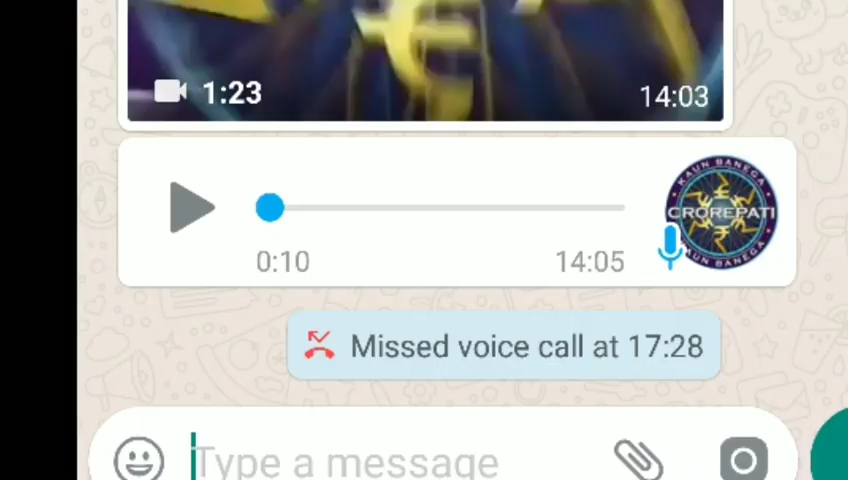 1:23
14:03
KAUN BANEGA
CROREPATI
KAUN BANEGA
0:10
14:05
Missed voice call at 17:28
Type a message